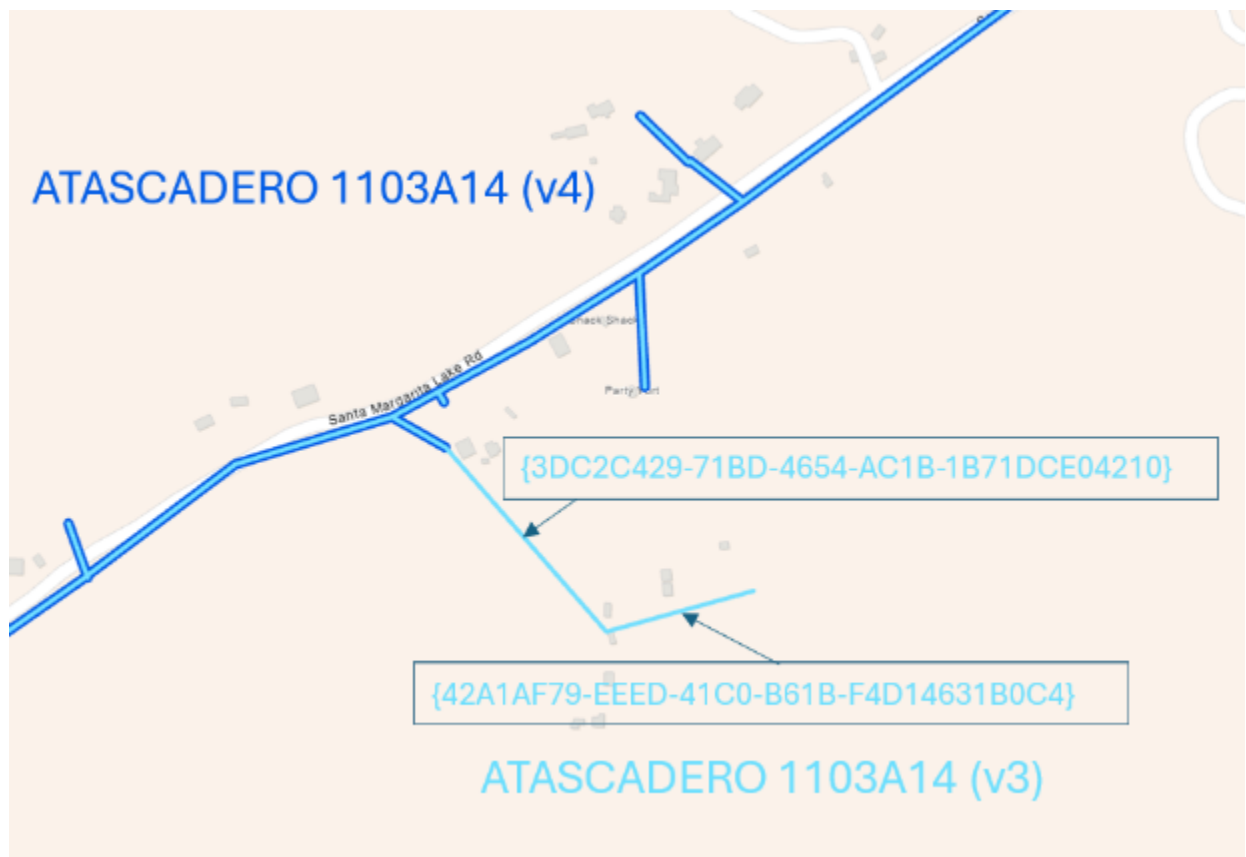 ATASCADERO 1103A14 (v4)
Santa Margarita Lake Rd
{3DC2C429-71BD-4654-AC1B-1B71DCE04210}
{42A1AF79-EEED-41C0-B61B-F4D14631B0C4}
ATASCADERO 1103A14 (v3)